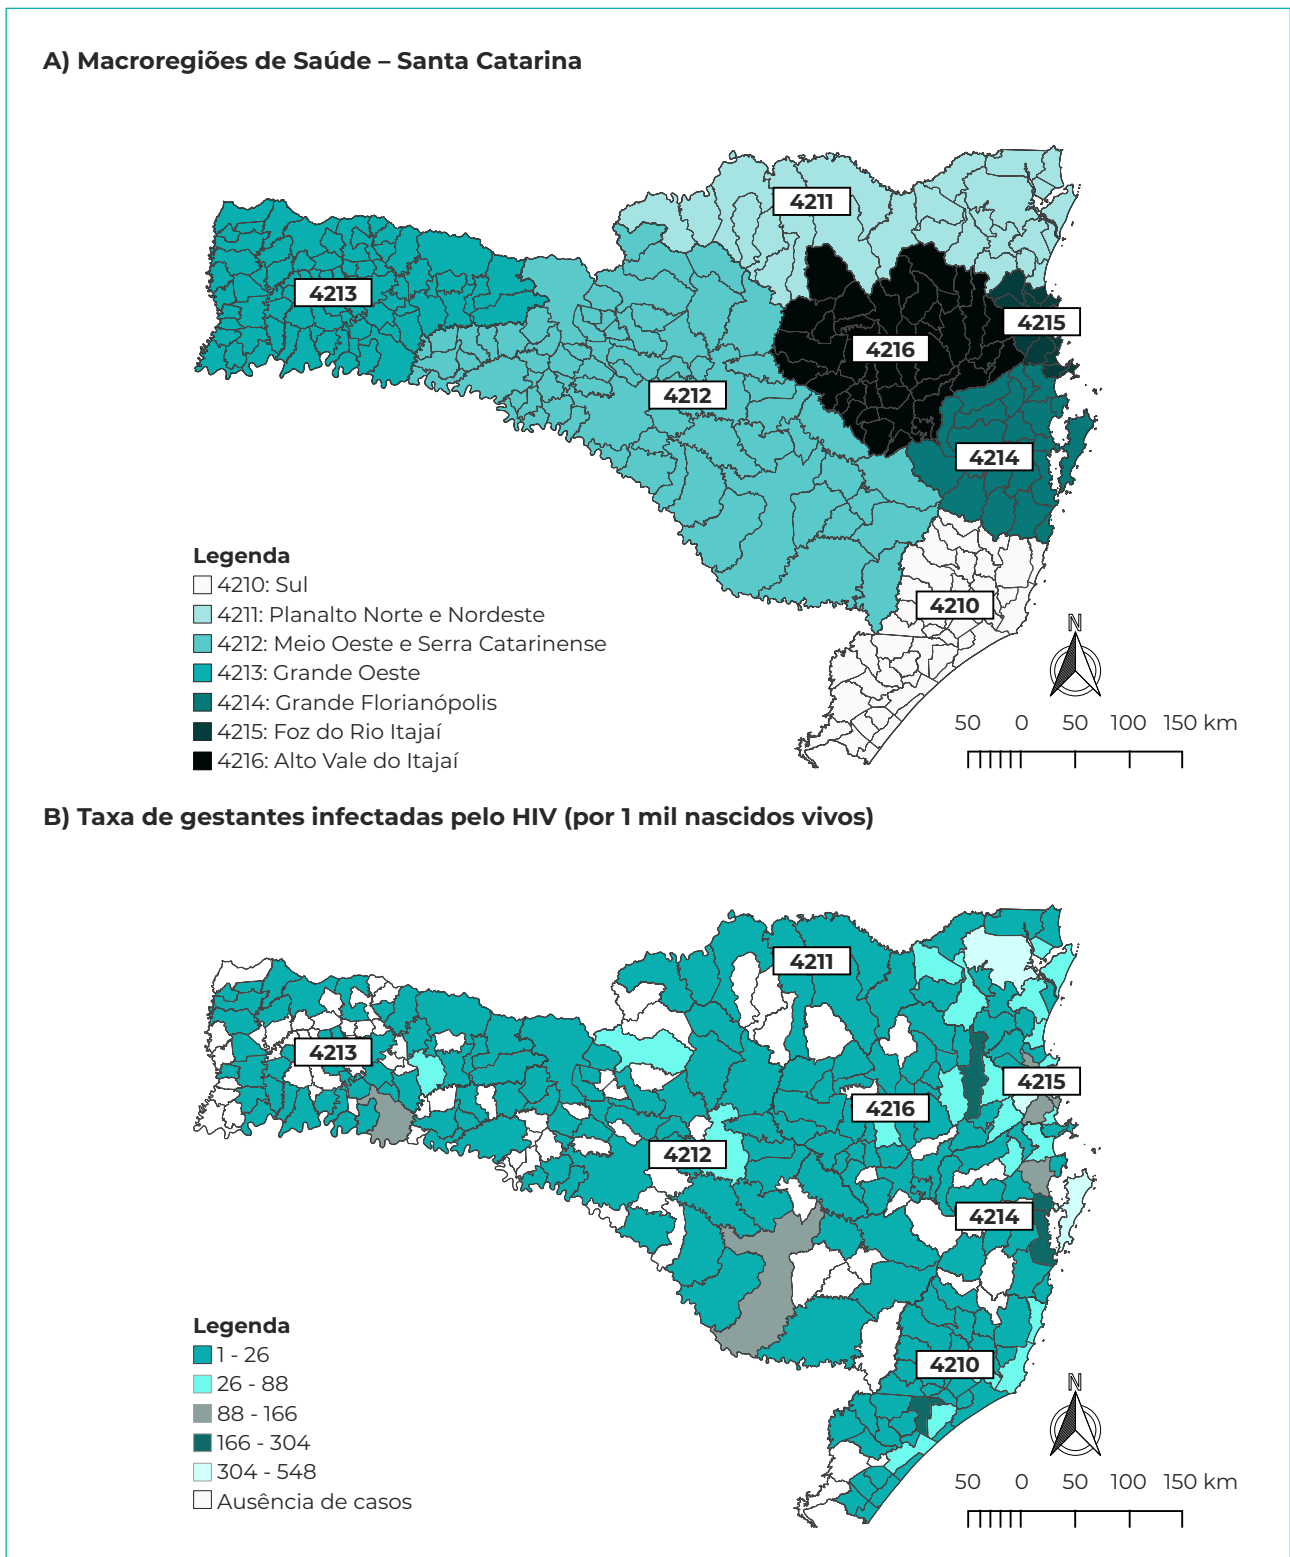 A) Macroregiões de Saúde – Santa Catarina
4211
4213
4215
4216
4212
4214
4210
Legenda
4210: Sul
4211: Planalto Norte e Nordeste
4212: Meio Oeste e Serra Catarinense
4213: Grande Oeste
4214: Grande Florianópolis
4215: Foz do Rio Itajaí
4216: Alto Vale do Itajaí
N
50 0 50 100 150 km
B) Taxa de gestantes infectadas pelo HIV (por 1 mil nascidos vivos)
4211
4213
4215
4216
4212
4214
4210
Legenda
1 - 26
26 - 88
88 - 166
166 - 304
304 - 548
Ausência de casos
N
50 0 50 100 150 km